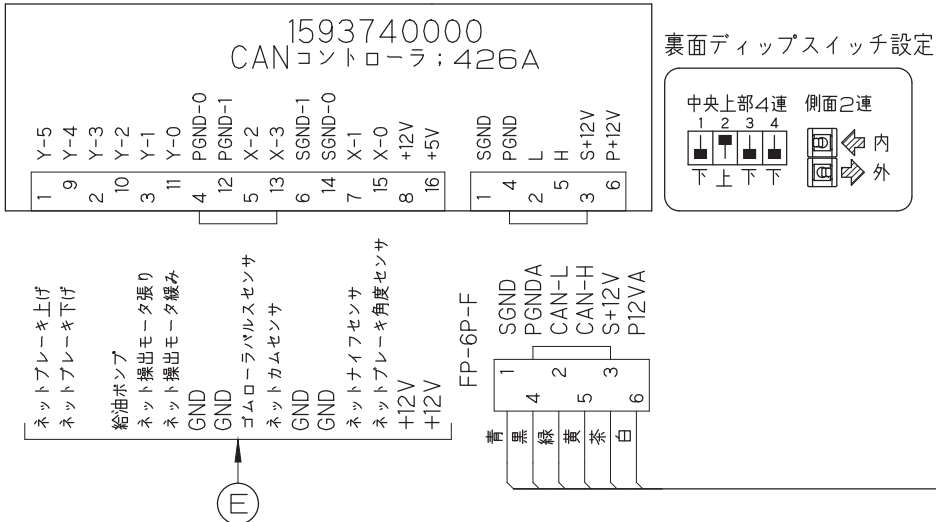 1593740000
CANコントローラ；426A
Y-5
Y-4
Y-3
Y-2
Y-1
Y-0
PGND-0
PGND-1
X-2
X-3
SGND-1
SGND-0
X-1
X-0
+12V
+5V
1
9
2
10
3
11
4
12
5
13
6
14
7
15
8
16
SGND
PGND
L
H
S+12V
P+12V
1
4
2
5
3
6
裏面ディップスイッチ設定
中央上部4連 側面2連
1 2 3 4
下 上 下 下
内
外
ネットブレーキ上げ
ネットブレーキ下げ
給油ポンプ
ネット操出モータ張り
ネット操出モータ緩み
GND
GND
ゴムローラパルスセンサ
ネットカムセンサ
GND
GND
ネットナイフセンサ
ネットブレーキ角度センサ
+12V
+12V
E
FP-6P-F
SGND
PGNDA
CAN-L
CAN-H
S+12V
P12VA
1
4
2
5
3
6
青
黒
緑
黄
茶
白